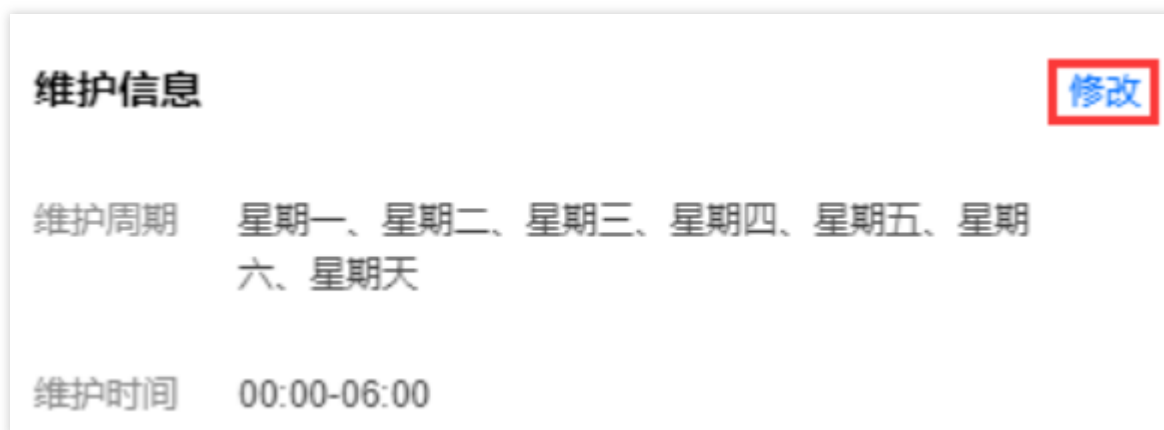 维护信息 修改
维护周期 星期一、星期二、星期三、星期四、星期五、星期
六、星期天
维护时间 00:00-06:00